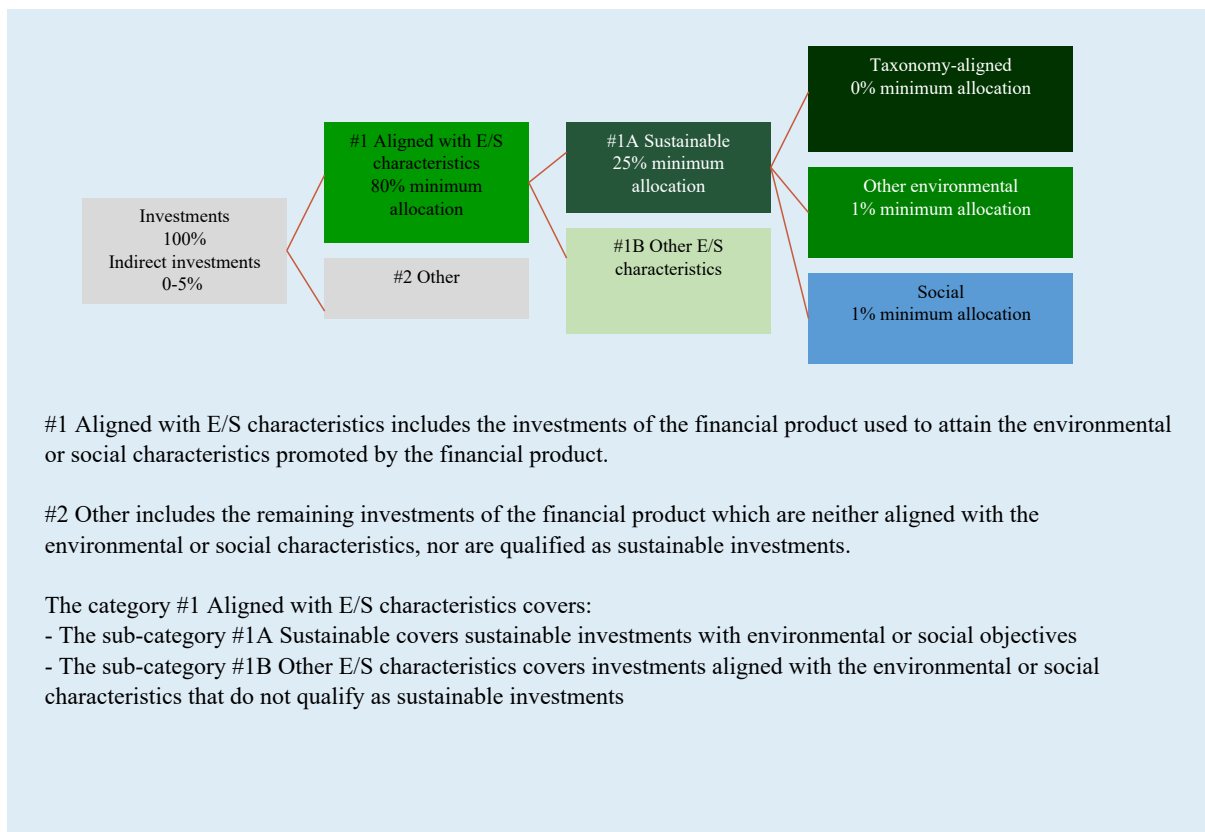 Investments
100%
Indirect investments
0-5%
#1 Aligned with E/S
characteristics
80% minimum
allocation
#2 Other
#1A Sustainable
25% minimum
allocation
#1B Other E/S
characteristics
Taxonomy-aligned
0% minimum allocation
Other environmental
1% minimum allocation
Social
1% minimum allocation
#1 Aligned with E/S characteristics includes the investments of the financial product used to attain the environmental
or social characteristics promoted by the financial product.
#2 Other includes the remaining investments of the financial product which are neither aligned with the
environmental or social characteristics, nor are qualified as sustainable investments.
The category #1 Aligned with E/S characteristics covers:
- The sub-category #1A Sustainable covers sustainable investments with environmental or social objectives
- The sub-category #1B Other E/S characteristics covers investments aligned with the environmental or social
characteristics that do not qualify as sustainable investments